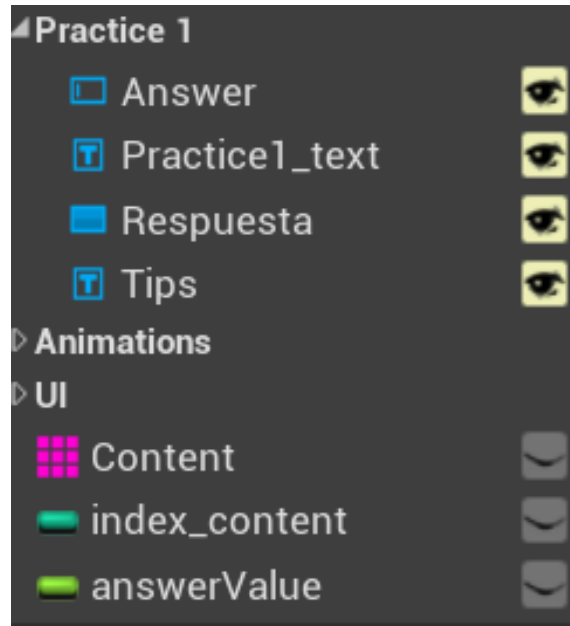 Practice 1
Answer
Practice1_text
Respuesta
Tips
Animations
UI
Content
index_content
answerValue